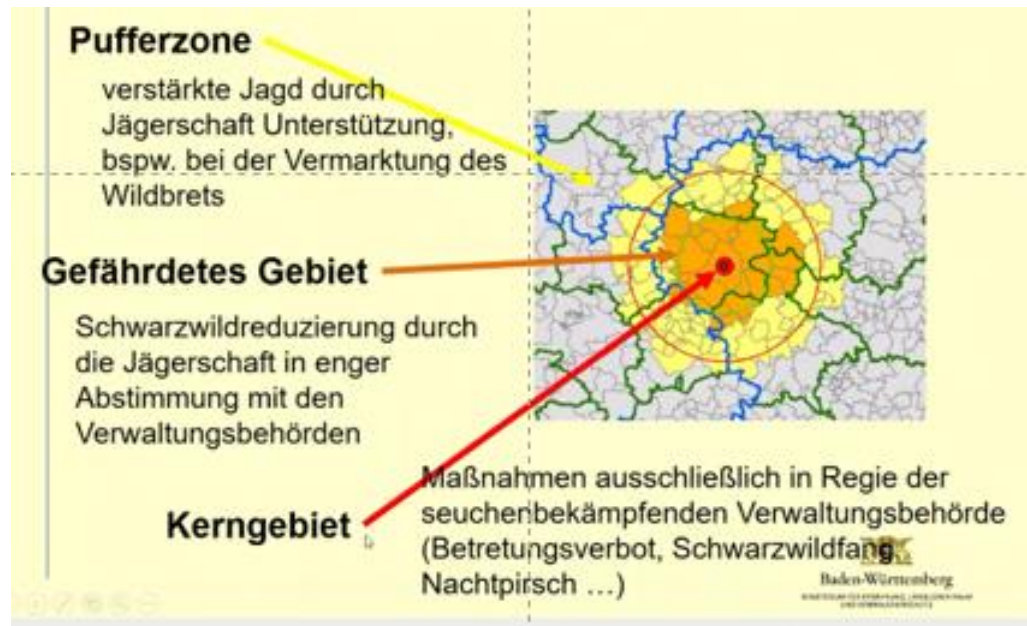 Pufferzone
verstärkte Jagd durch
Jägerschaft Unterstützung,
bspw. bei der Vermarktung des
Wildbrets
Gefährdetes Gebiet
Schwarzwildreduzierung durch
die Jägerschaft in enger
Abstimmung mit den
Verwaltungsbehörden
Kerngebiet
Maßnahmen ausschließlich in Regie der
seuchenbekämpfenden Verwaltungsbehörde
(Betretungsverbot, Schwarzwildfang,
Nachtpirsch …)
Baden-Württemberg